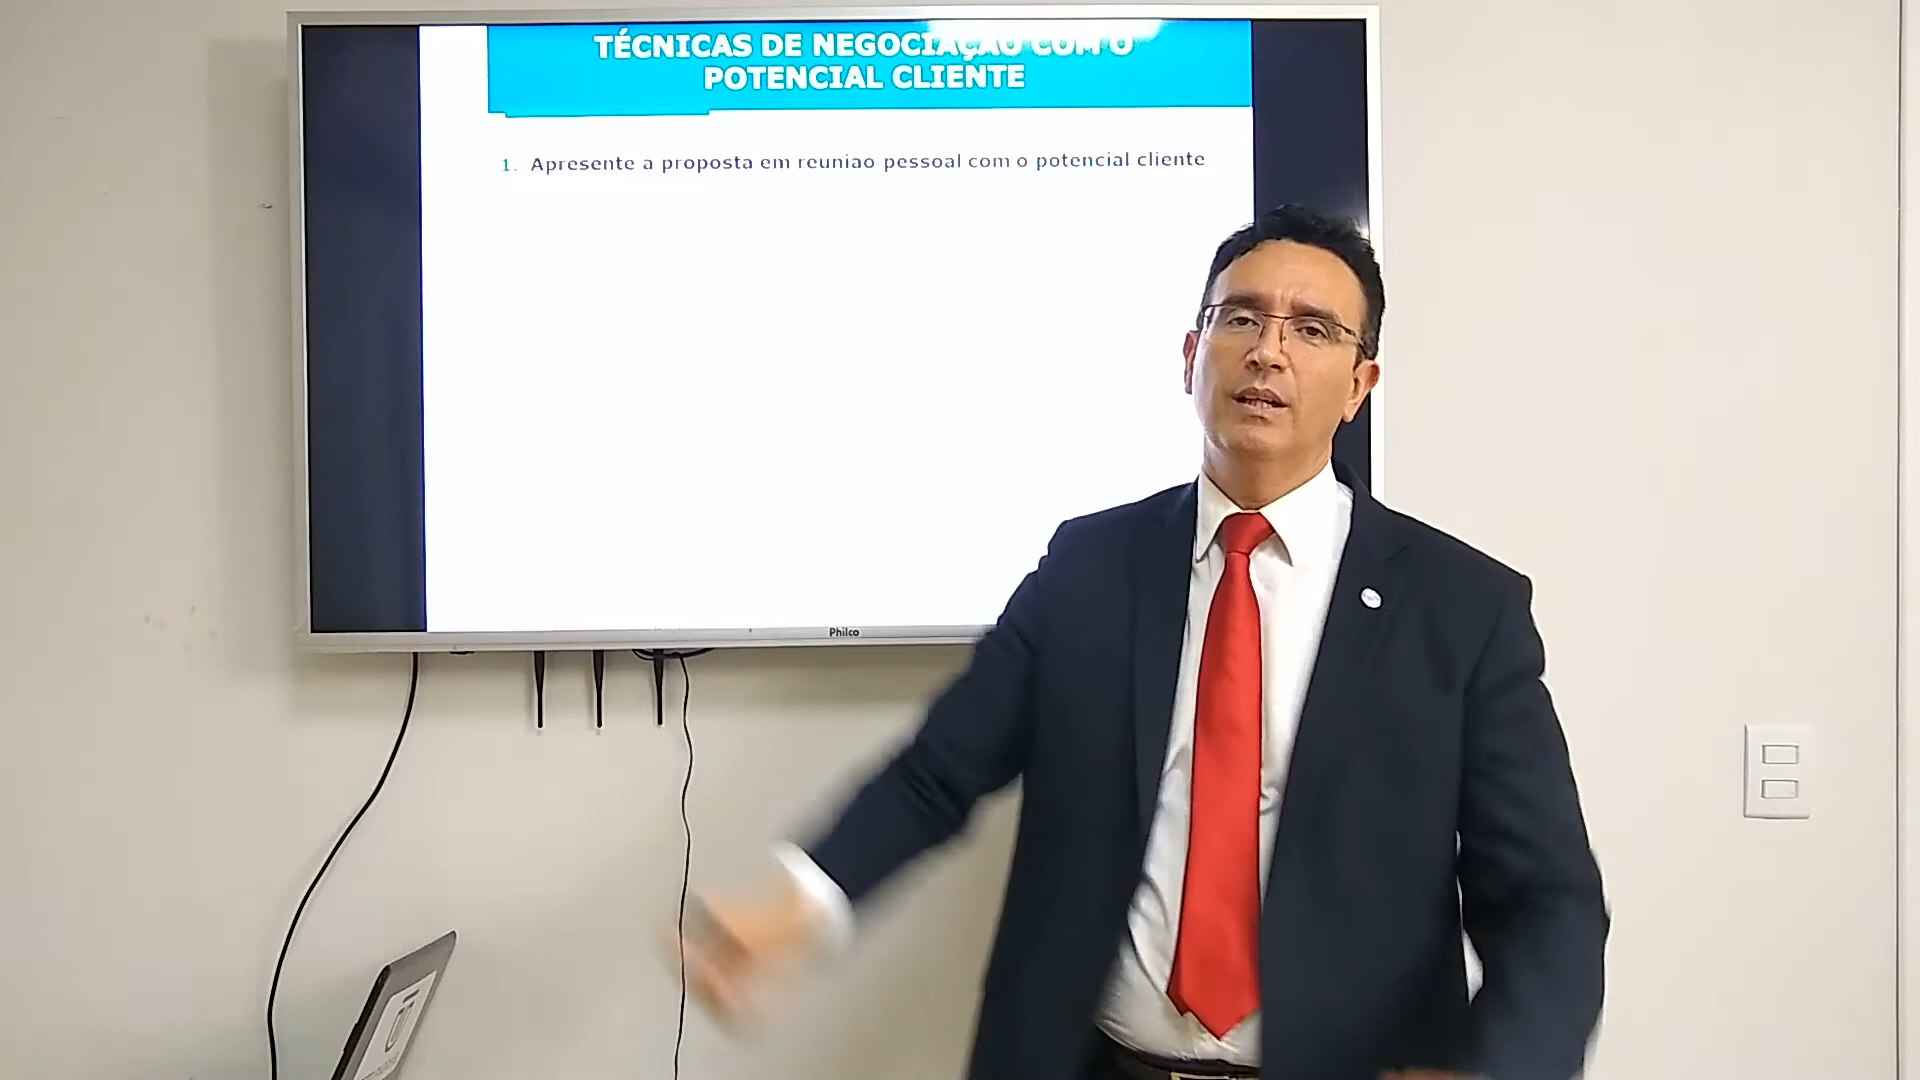 TÉCNICAS DE NEGOCIAÇÃO COM O
POTENCIAL CLIENTE
1. Apresente a proposta em reuniao pessoal com o potencial cliente
Philco